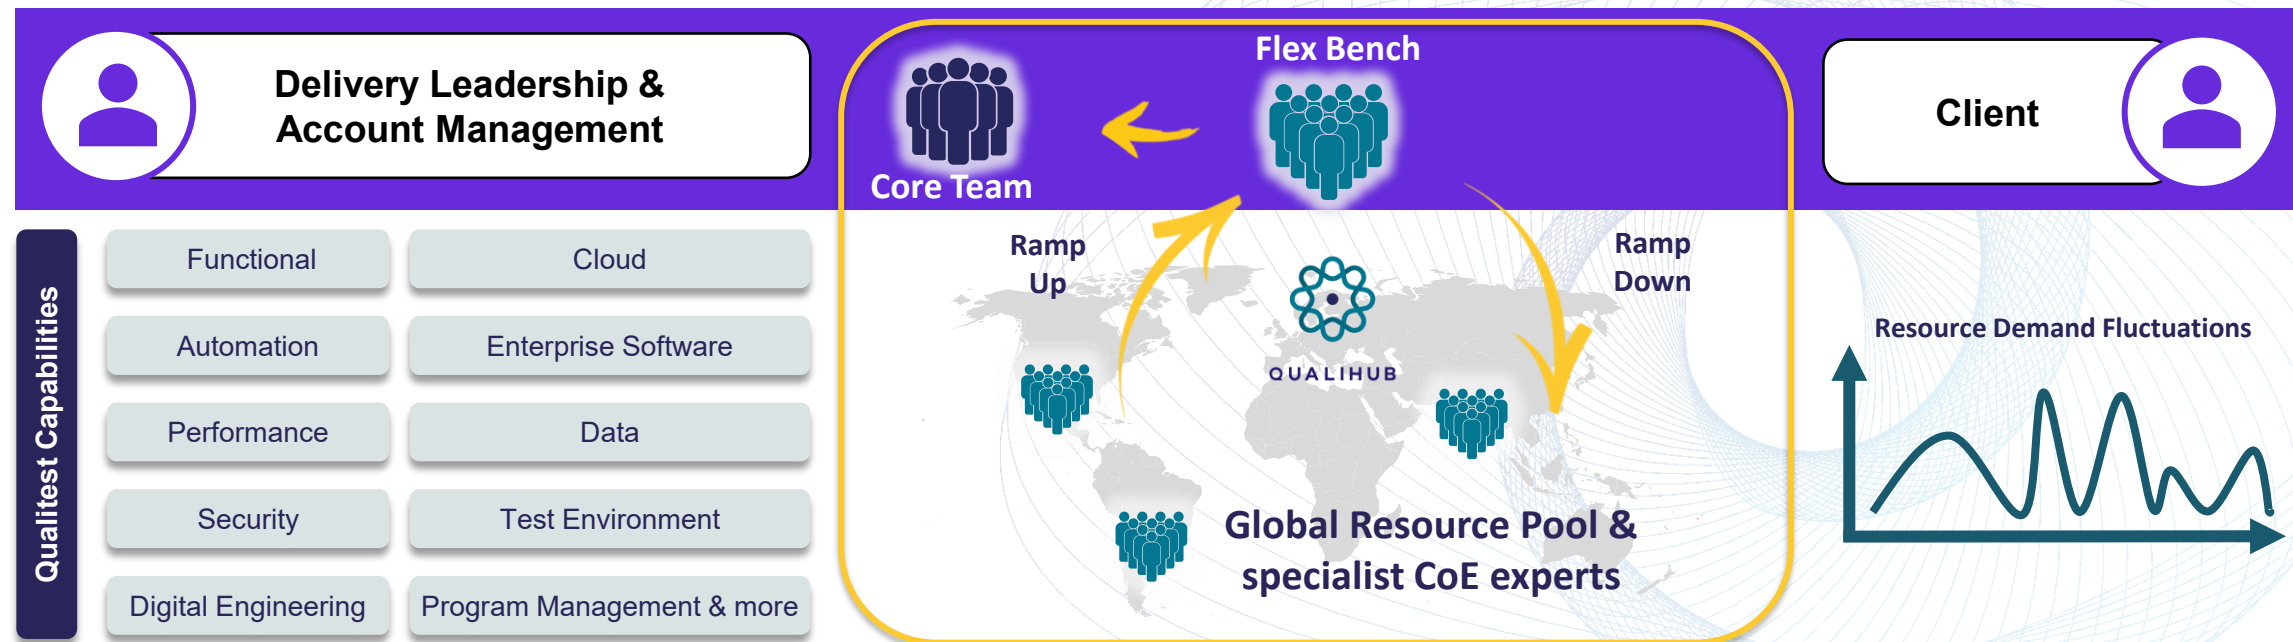 Delivery Leadership &
Account Management
Flex Bench
Core Team
Client
Qualitest Capabilities
Functional
Cloud
Automation
Enterprise Software
Performance
Data
Security
Test Environment
Digital Engineering
Program Management & more
Ramp
Up
Ramp
Down
QUALIHUB
Global Resource Pool &
specialist CoE experts
Resource Demand Fluctuations